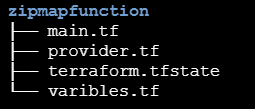 zipmapfunction
├── main.tf
├── provider.tf
├── terraform.tfstate
└── varibles.tf